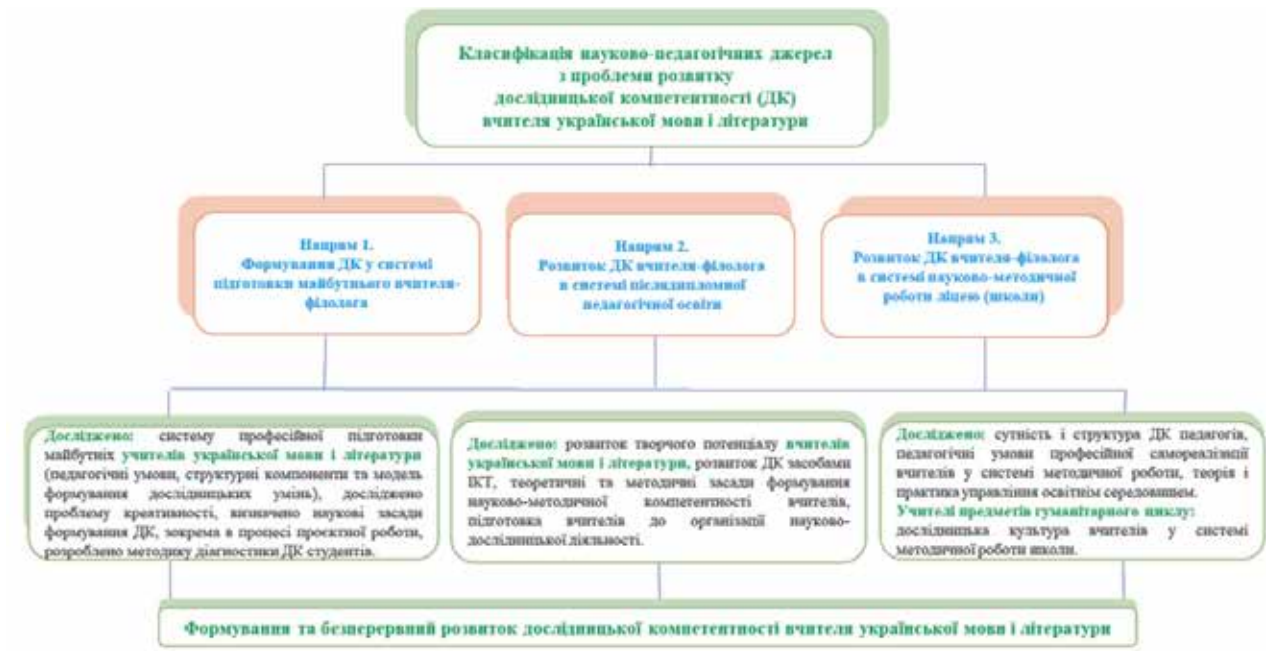 Класифікація науково-педагогічних джерел
з проблеми розвитку
дослідницької компетентності (ДК)
вчителя української мови і літератури
Напрям 1.
Формування ДК у системі
підготовки майбутнього вчителя-
філолога
Напрям 2.
Розвиток ДК вчителя-філолога
в системі післядипломної
педагогічної освіти
Напрям 3.
Розвиток ДК вчителя-філолога
в системі науково-методичної
роботи ліцею (школи)
Досліджено: систему професійної підготовки
майбутніх учителів української мови і літератури
(педагогічні умови, структурні компоненти та модель
формування дослідницьких умінь), досліджено
проблему креативності, визначено наукові засади
формування ДК, зокрема в процесі проєктної роботи,
розроблено методику діагностики ДК студентів.
Досліджено: розвиток творчого потенціалу вчителів
української мови і літератури, розвиток ДК засобами
ІКТ, теоретичні та методичні засади формування
науково-методичної компетентності вчителів,
підготовка вчителів до організації науково-
дослідницької діяльності.
Досліджено: сутність і структура ДК педагогів,
педагогічні умови професійної самореалізації
вчителів у системі методичної роботи, теорія і
практика управління освітнім середовищем.
Учителі предметів гуманітарного циклу:
дослідницька культура вчителів у системі
методичної роботи школи.
Формування та безперервний розвиток дослідницької компетентності вчителя української мови і літератури